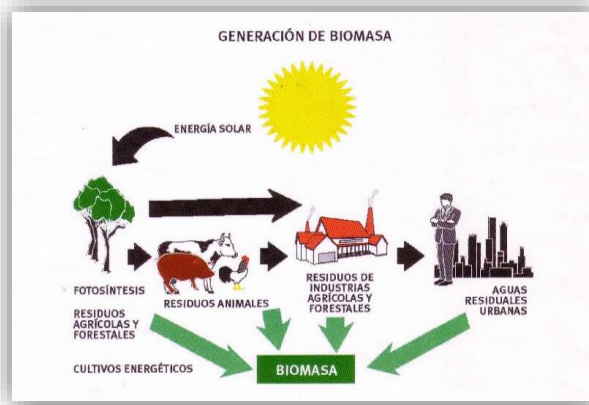 GENERACIÓN DE BIOMASA
ENERGÍA SOLAR
FOTOSÍNTESIS
RESIDUOS
AGRÍCOLAS Y
FORESTALES
CULTIVOS ENERGÉTICOS
RESIDUOS ANIMALES
RESIDUOS DE
INDUSTRIAS
AGRÍCOLAS Y
FORESTALES
AGUAS
RESIDUALES
URBANAS
BIOMASA